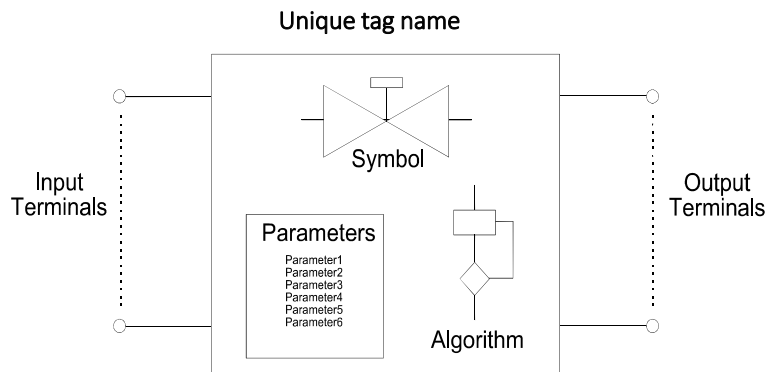 Unique tag name
Symbol
Input
Terminals
Output
Terminals
Parameters
Parameter1
Parameter2
Parameter3
Parameter4
Parameter5
Parameter6
Algorithm